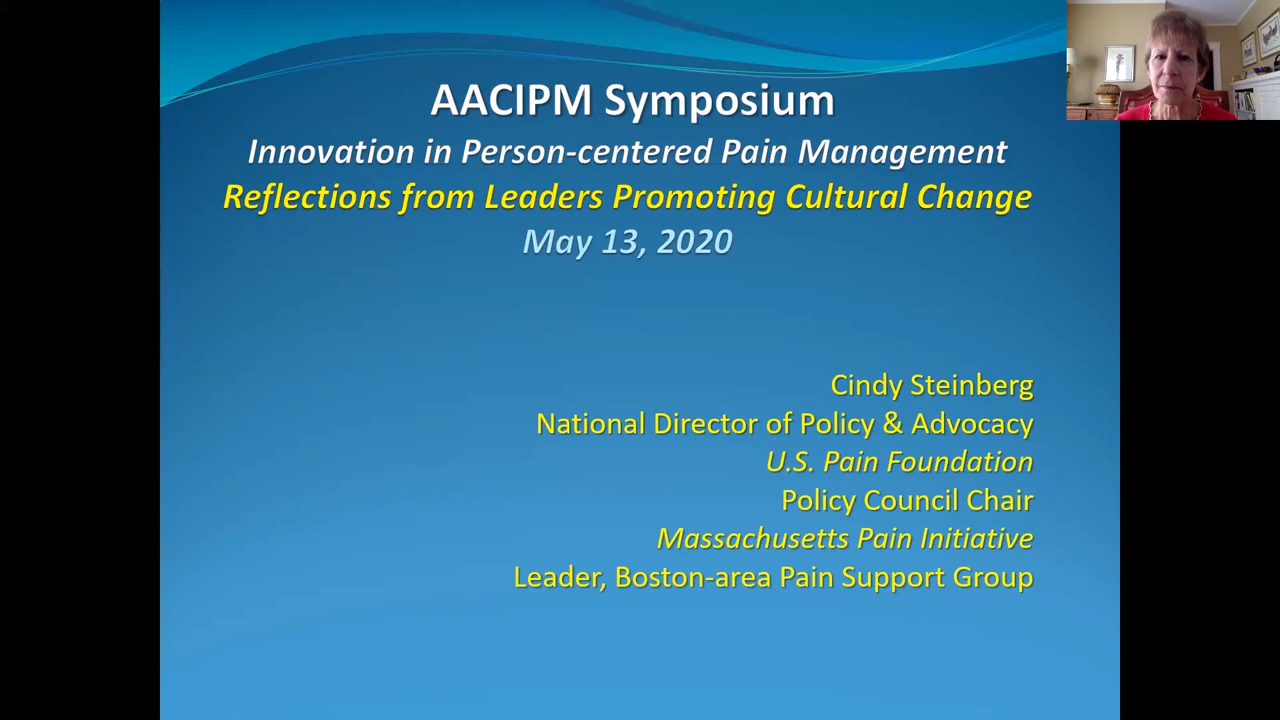 AACIPM Symposium
Innovation in Person-centered Pain Management
Reflections from Leaders Promoting Cultural Change
May 13, 2020
Cindy Steinberg
National Director of Policy & Advocacy
U.S. Pain Foundation
Policy Council Chair
Massachusetts Pain Initiative
Leader, Boston-area Pain Support Group